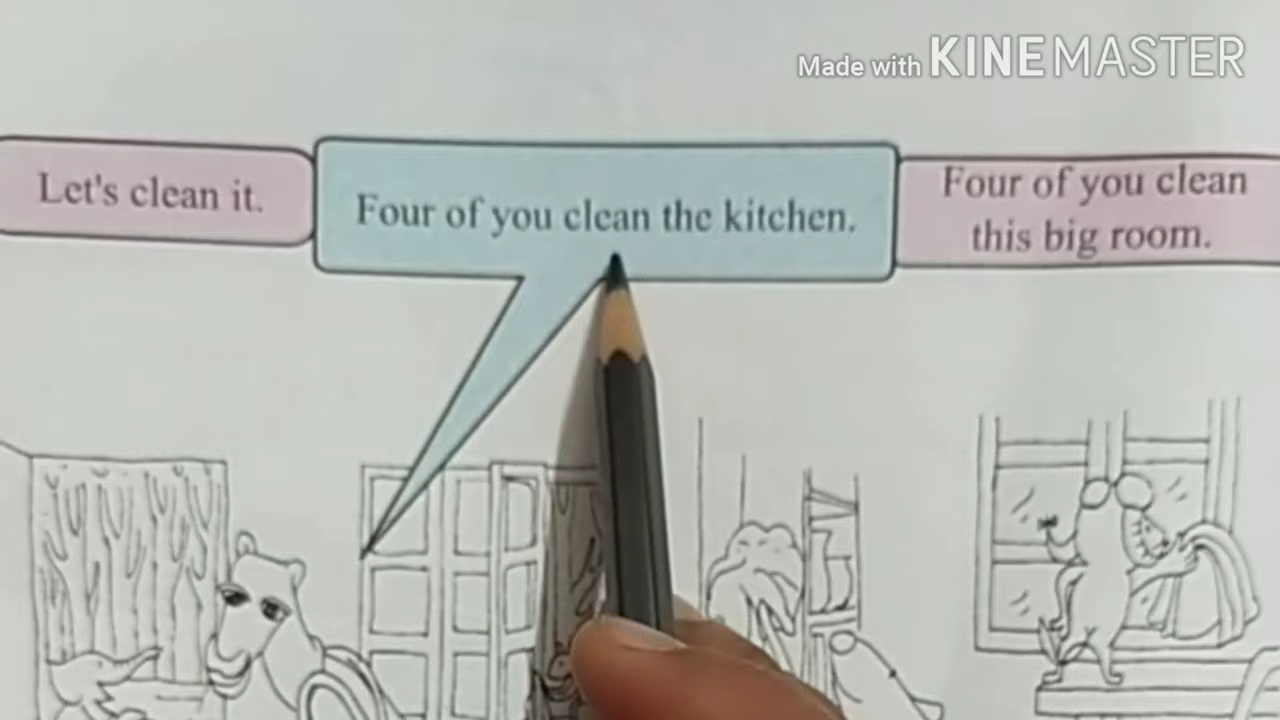 Made with KINEMASTER
Let's clean it.
Four of you clean the kitchen.
Four of you clean
this big room.